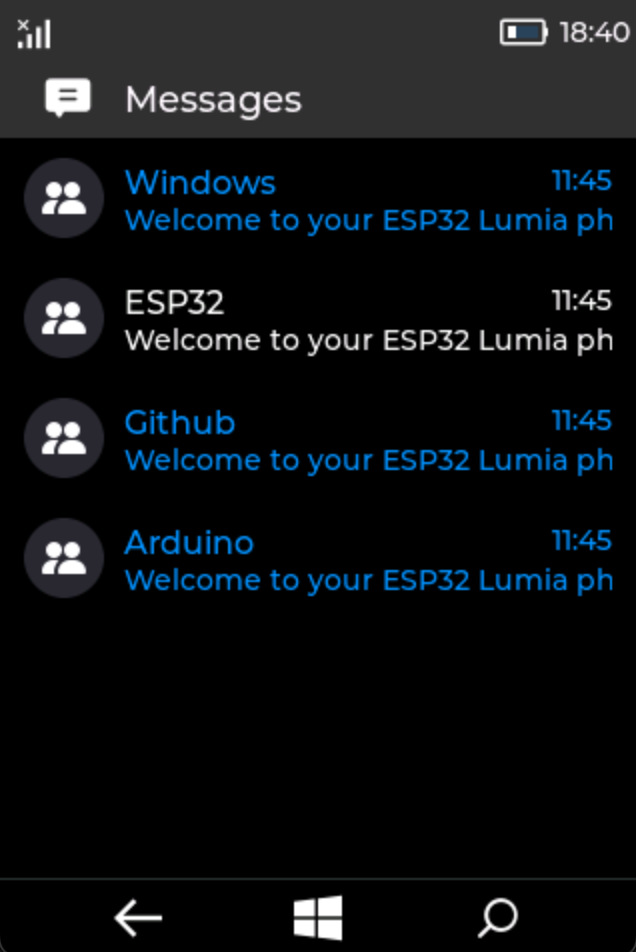 18:40
Messages
Windows 11:45
Welcome to your ESP32 Lumia ph
ESP32 11:45
Welcome to your ESP32 Lumia ph
Github 11:45
Welcome to your ESP32 Lumia ph
Arduino 11:45
Welcome to your ESP32 Lumia ph